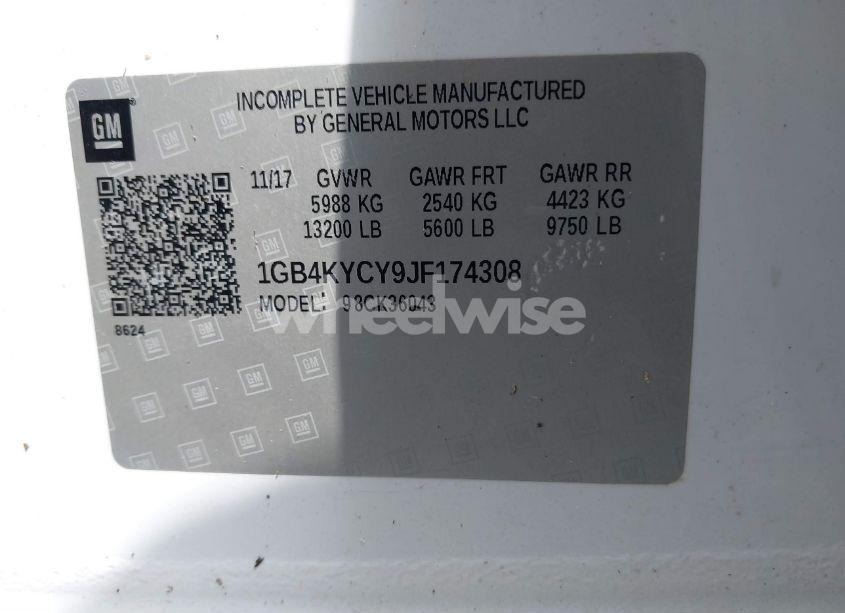 GM
INCOMPLETE VEHICLE MANUFACTURED
BY GENERAL MOTORS LLC
11/17 GVWR GAWR FRT GAWR RR
5988 KG 2540 KG 4423 KG
13200 LB 5600 LB 9750 LB
1GB4KYCY9JF174308
MODEL: 98CK36043
8624
wheelwise